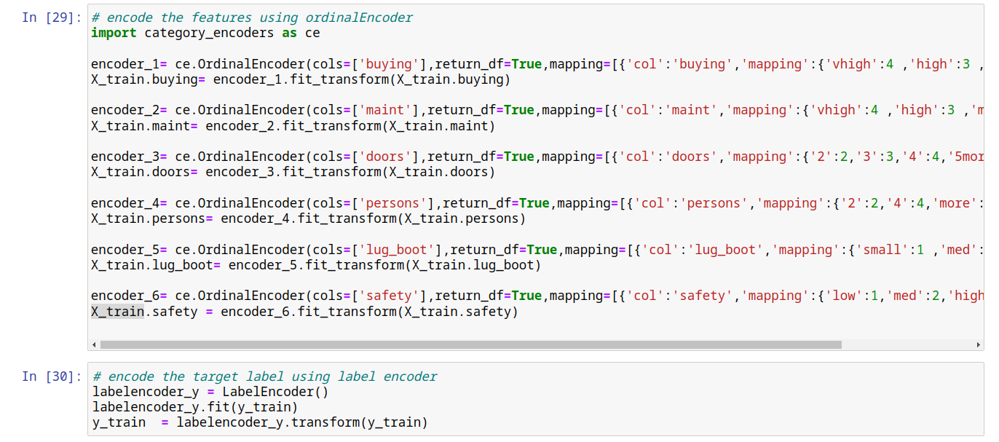 In [29]:
# encode the features using ordinalEncoder
import category_encoders as ce
encoder_1= ce.OrdinalEncoder(cols=['buying'],return_df=True,mapping=[{'col':'buying','mapping':{'vhigh':4 ,'high':3 ,
X_train.buying= encoder_1.fit_transform(X_train.buying)
encoder_2= ce.OrdinalEncoder(cols=['maint'],return_df=True,mapping=[{'col':'maint','mapping':{'vhigh':4 ,'high':3 ,'m
X_train.maint= encoder_2.fit_transform(X_train.maint)
encoder_3= ce.OrdinalEncoder(cols=['doors'],return_df=True,mapping=[{'col':'doors','mapping':{'2':2,'3':3,'4':4,'5mor
X_train.doors= encoder_3.fit_transform(X_train.doors)
encoder_4= ce.OrdinalEncoder(cols=['persons'],return_df=True,mapping=[{'col':'persons','mapping':{'2':2,'4':4,'more':
X_train.persons= encoder_4.fit_transform(X_train.persons)
encoder_5= ce.OrdinalEncoder(cols=['lug_boot'],return_df=True,mapping=[{'col':'lug_boot','mapping':{'small':1 ,'med':
X_train.lug_boot= encoder_5.fit_transform(X_train.lug_boot)
encoder_6= ce.OrdinalEncoder(cols=['safety'],return_df=True,mapping=[{'col':'safety','mapping':{'low':1,'med':2,'high
X_train.safety = encoder_6.fit_transform(X_train.safety)
In [30]:
# encode the target label using label encoder
labelencoder_y = LabelEncoder()
labelencoder_y.fit(y_train)
y_train  = labelencoder_y.transform(y_train)